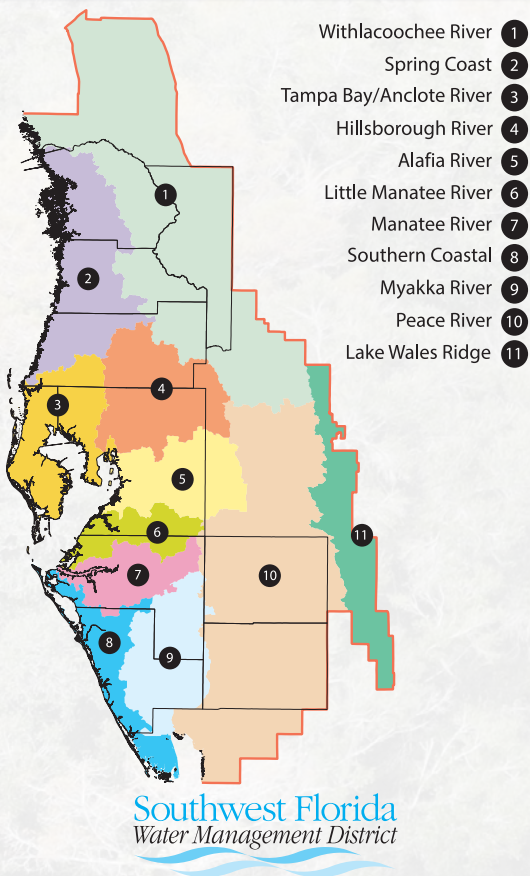 Withlacoochee River 1
Spring Coast 2
Tampa Bay/Anclote River 3
Hillsborough River 4
Alafia River 5
Little Manatee River 6
Manatee River 7
Southern Coastal 8
Myakka River 9
Peace River 10
Lake Wales Ridge 11
1
2
3
4
5
6
7
8
9
10
11
Southwest Florida
Water Management District